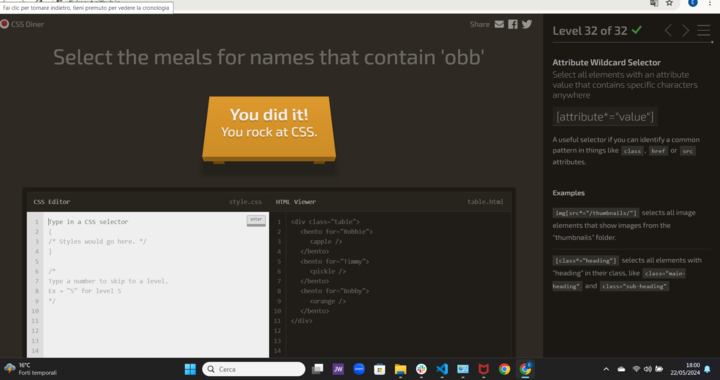 Fai clic per tornare indietro, tieni premuto per vedere la cronologia
CSS Diner
Share
Level 32 of 32
Select the meals for names that contain 'obb'
You did it!
You rock at CSS.
Attribute Wildcard Selector
Select all elements with an attribute
value that contains specific characters
anywhere
[attribute*="value"]
A useful selector if you can identify a common
pattern in things like class, href or src
attributes.
Examples
img[src*="/thumbnails/"] selects all image
elements that show images from the
"thumbnails" folder.
[class*="heading"] selects all elements with
"heading" in their class, like class="main-
heading" and class="sub-heading"
CSS Editor
style.css
1 Type in a CSS selector
enter
2 {
3 /* Styles would go here. */
4 }
5
6 /*
7 Type a number to skip to a level.
8 Ex → "5" for level 5
9 */
10
11
12
13
14
HTML Viewer
table.html
1 <div class="table">
2 <bento for="Robbie">
3 <apple />
4 </bento>
5 <bento for="Timmy">
6 <pickle />
7 </bento>
8 <bento for="Bobby">
9 <orange />
10 </bento>
11 </div>
12
13
14
16°C
Forti temporali
Cerca
JW
18:00
22/05/2024